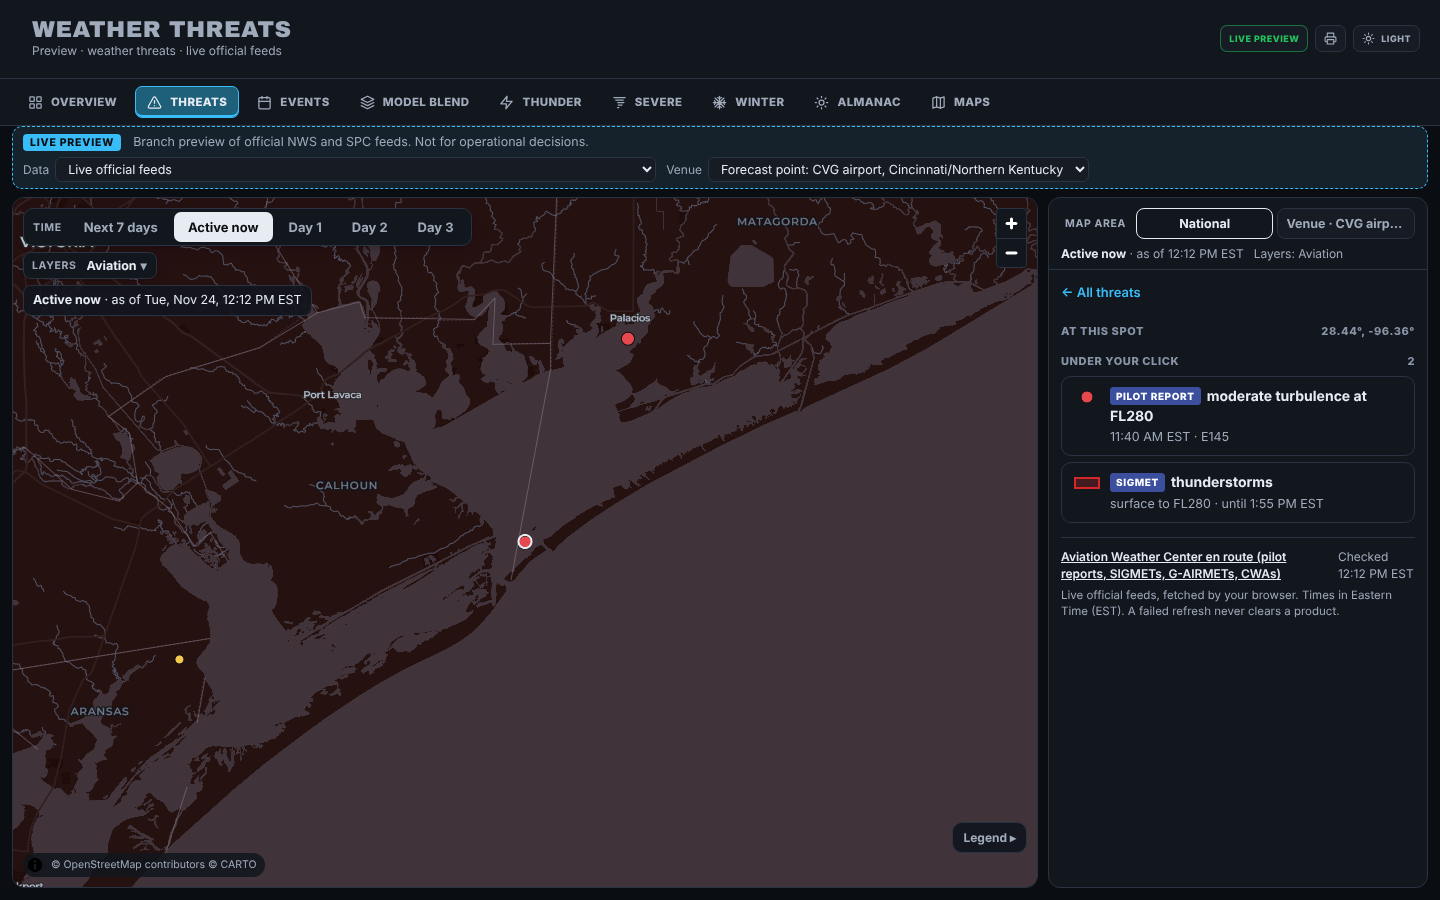 WEATHER THREATS
Preview · weather threats · live official feeds
LIVE PREVIEW
LIGHT
OVERVIEW
THREATS
EVENTS
MODEL BLEND
THUNDER
SEVERE
WINTER
ALMANAC
MAPS
LIVE PREVIEW Branch preview of official NWS and SPC feeds. Not for operational decisions.
Data Live official feeds Venue Forecast point: CVG airport, Cincinnati/Northern Kentucky
TIME Next 7 days Active now Day 1 Day 2 Day 3
LAYERS Aviation ▾
Active now · as of Tue, Nov 24, 12:12 PM EST
MATAGORDA
Palacios
Port Lavaca
CALHOUN
ARANSAS
+
−
Legend ▸
© OpenStreetMap contributors © CARTO
MAP AREA National Venue · CVG airp…
Active now · as of 12:12 PM EST Layers: Aviation
← All threats
AT THIS SPOT 28.44°, -96.36°
UNDER YOUR CLICK 2
PILOT REPORT moderate turbulence at
FL280
11:40 AM EST · E145
SIGMET thunderstorms
surface to FL280 · until 1:55 PM EST
Aviation Weather Center en route (pilot
reports, SIGMETs, G-AIRMETs, CWAs)
Checked
12:12 PM EST
Live official feeds, fetched by your browser. Times in Eastern
Time (EST). A failed refresh never clears a product.